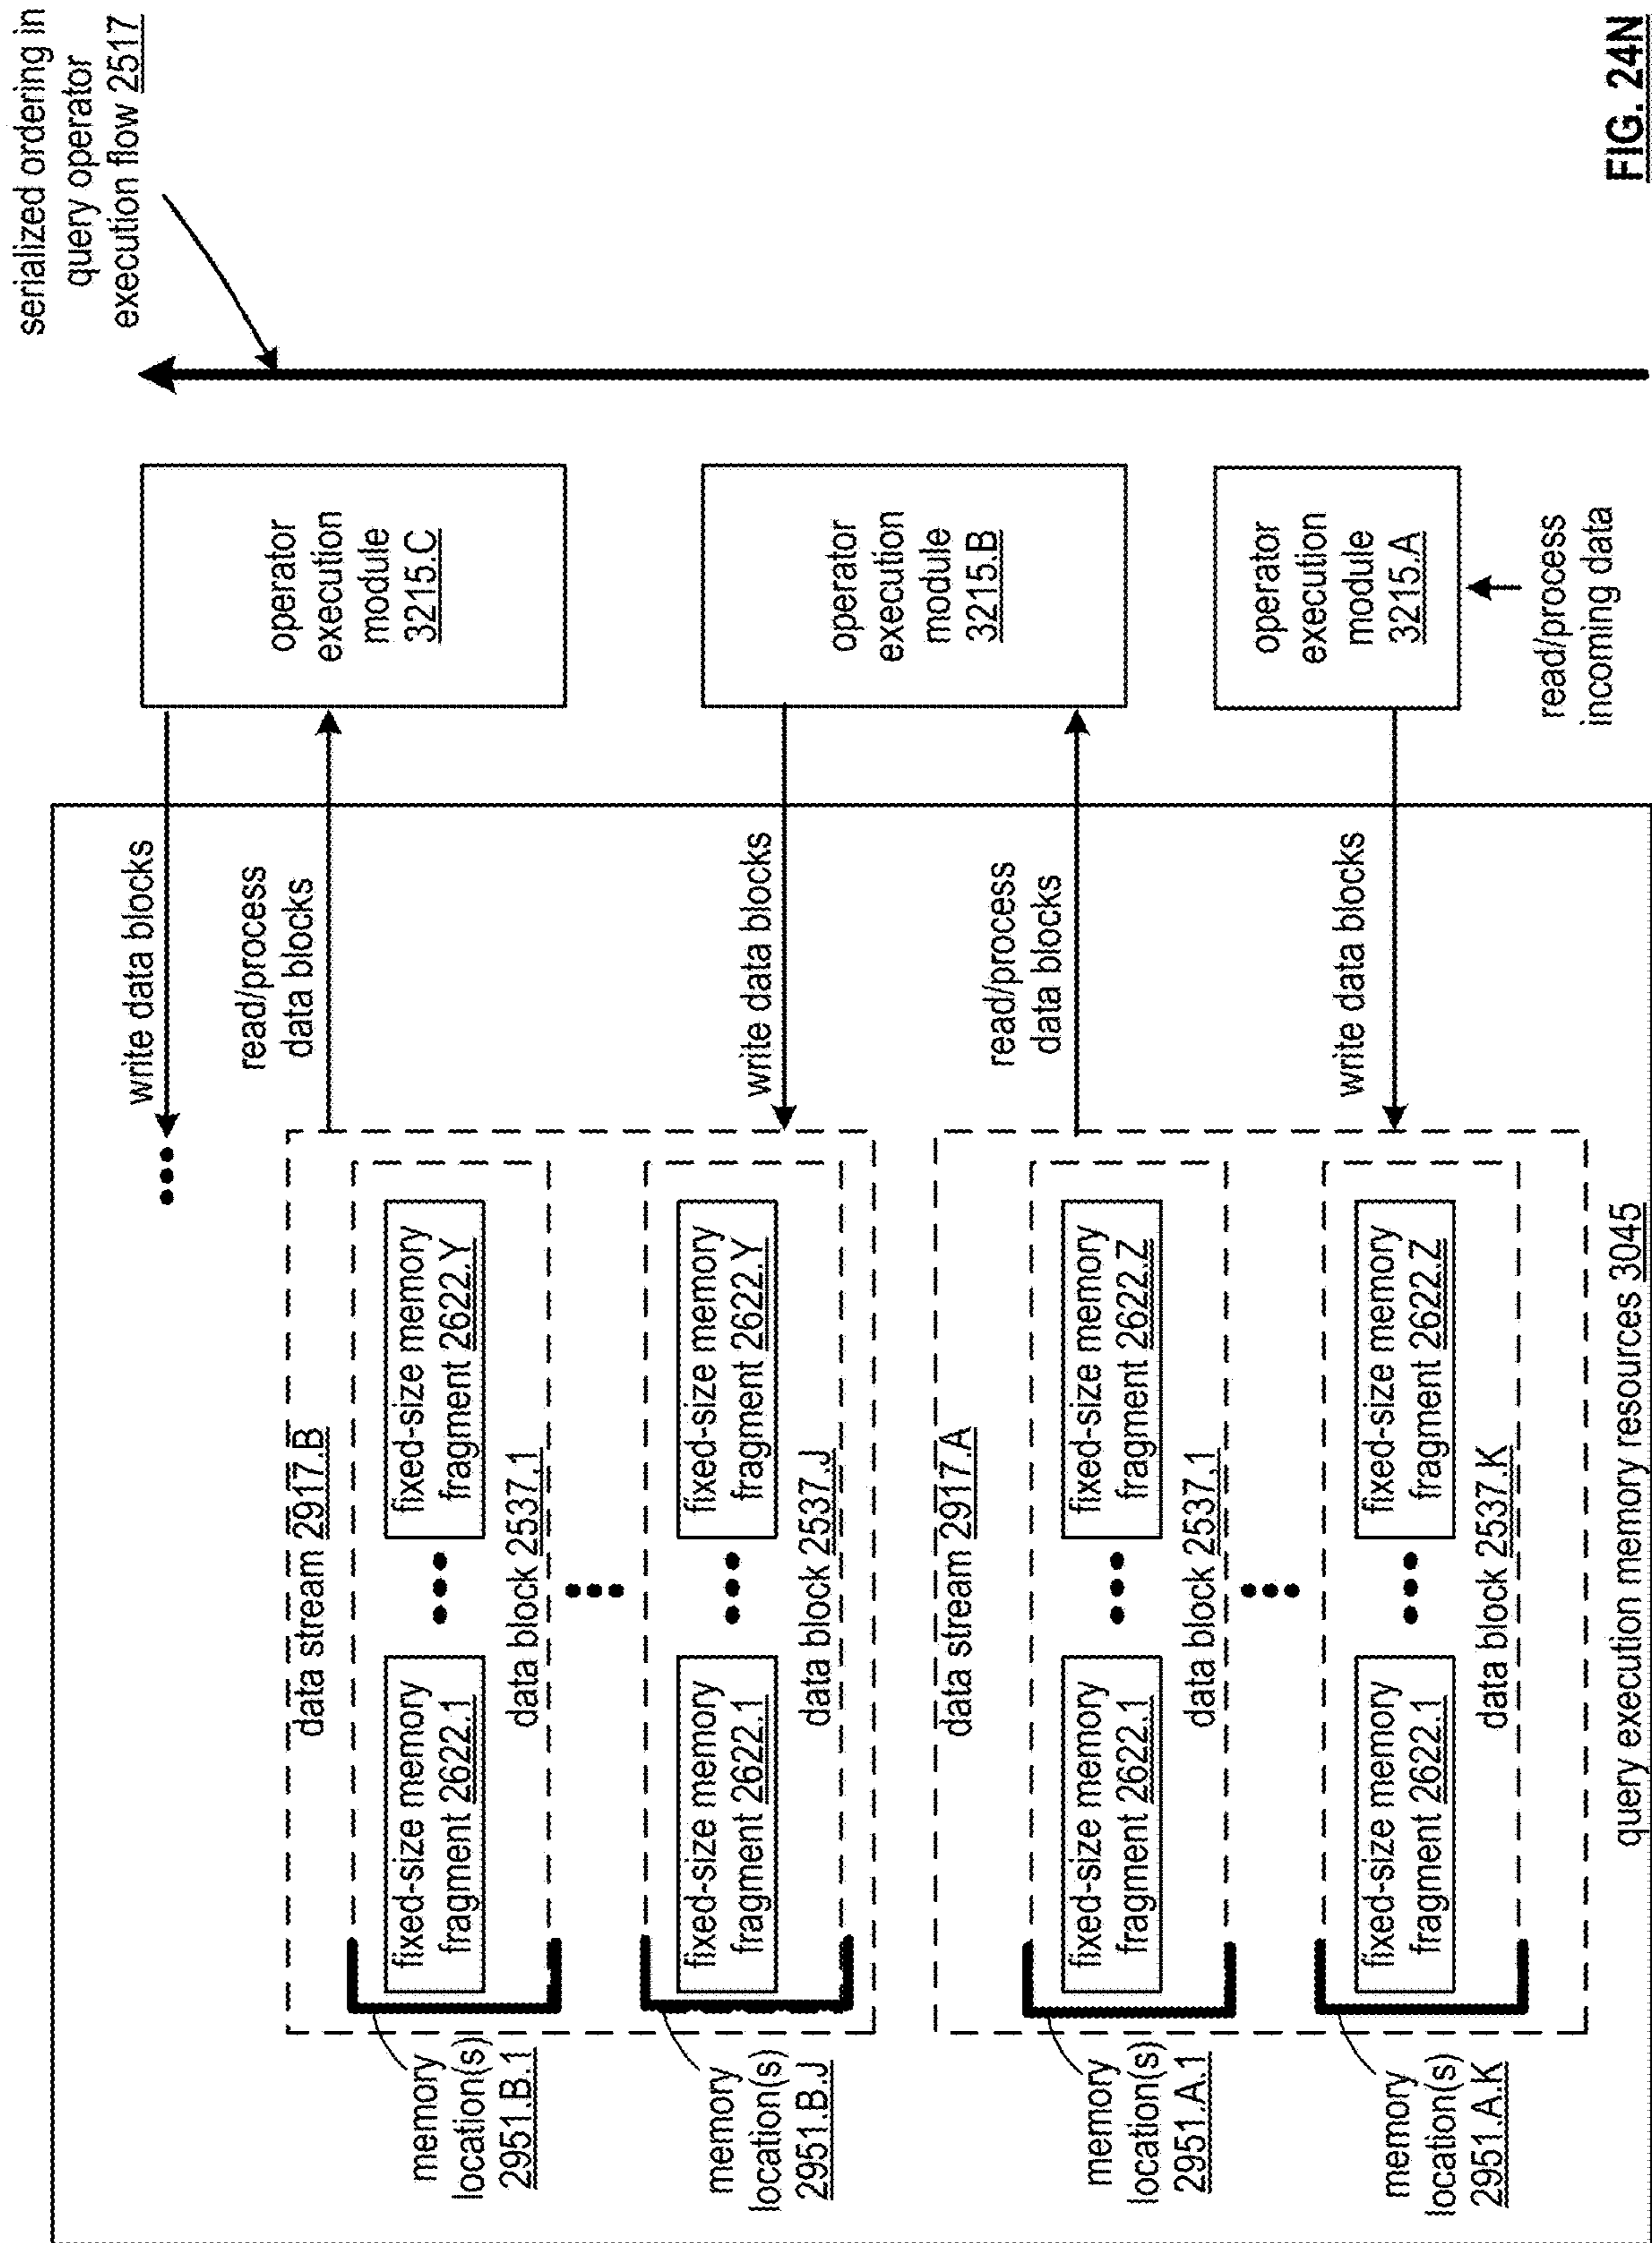 serialized ordering in
query operator
execution flow 2517
operator
execution
module
3215.C
operator
execution
module
3215.B
operator
execution
module
3215.A
read/process
incoming data
write data blocks
read/process
data blocks
write data blocks
read/process
data blocks
write data blocks
data stream 2917.B
fixed-size memory
fragment 2622.1
fixed-size memory
fragment 2622.Y
data block 2537.1
fixed-size memory
fragment 2622.1
fixed-size memory
fragment 2622.Y
data block 2537.J
data stream 2917.A
fixed-size memory
fragment 2622.1
fixed-size memory
fragment 2622.Z
data block 2537.1
fixed-size memory
fragment 2622.1
fixed-size memory
fragment 2622.Z
data block 2537.K
memory
location(s)
2951.B.1
memory
location(s)
2951.B.J
memory
location(s)
2951.A.1
memory
location(s)
2951.A.K
query execution memory resources 3045
FIG. 24N